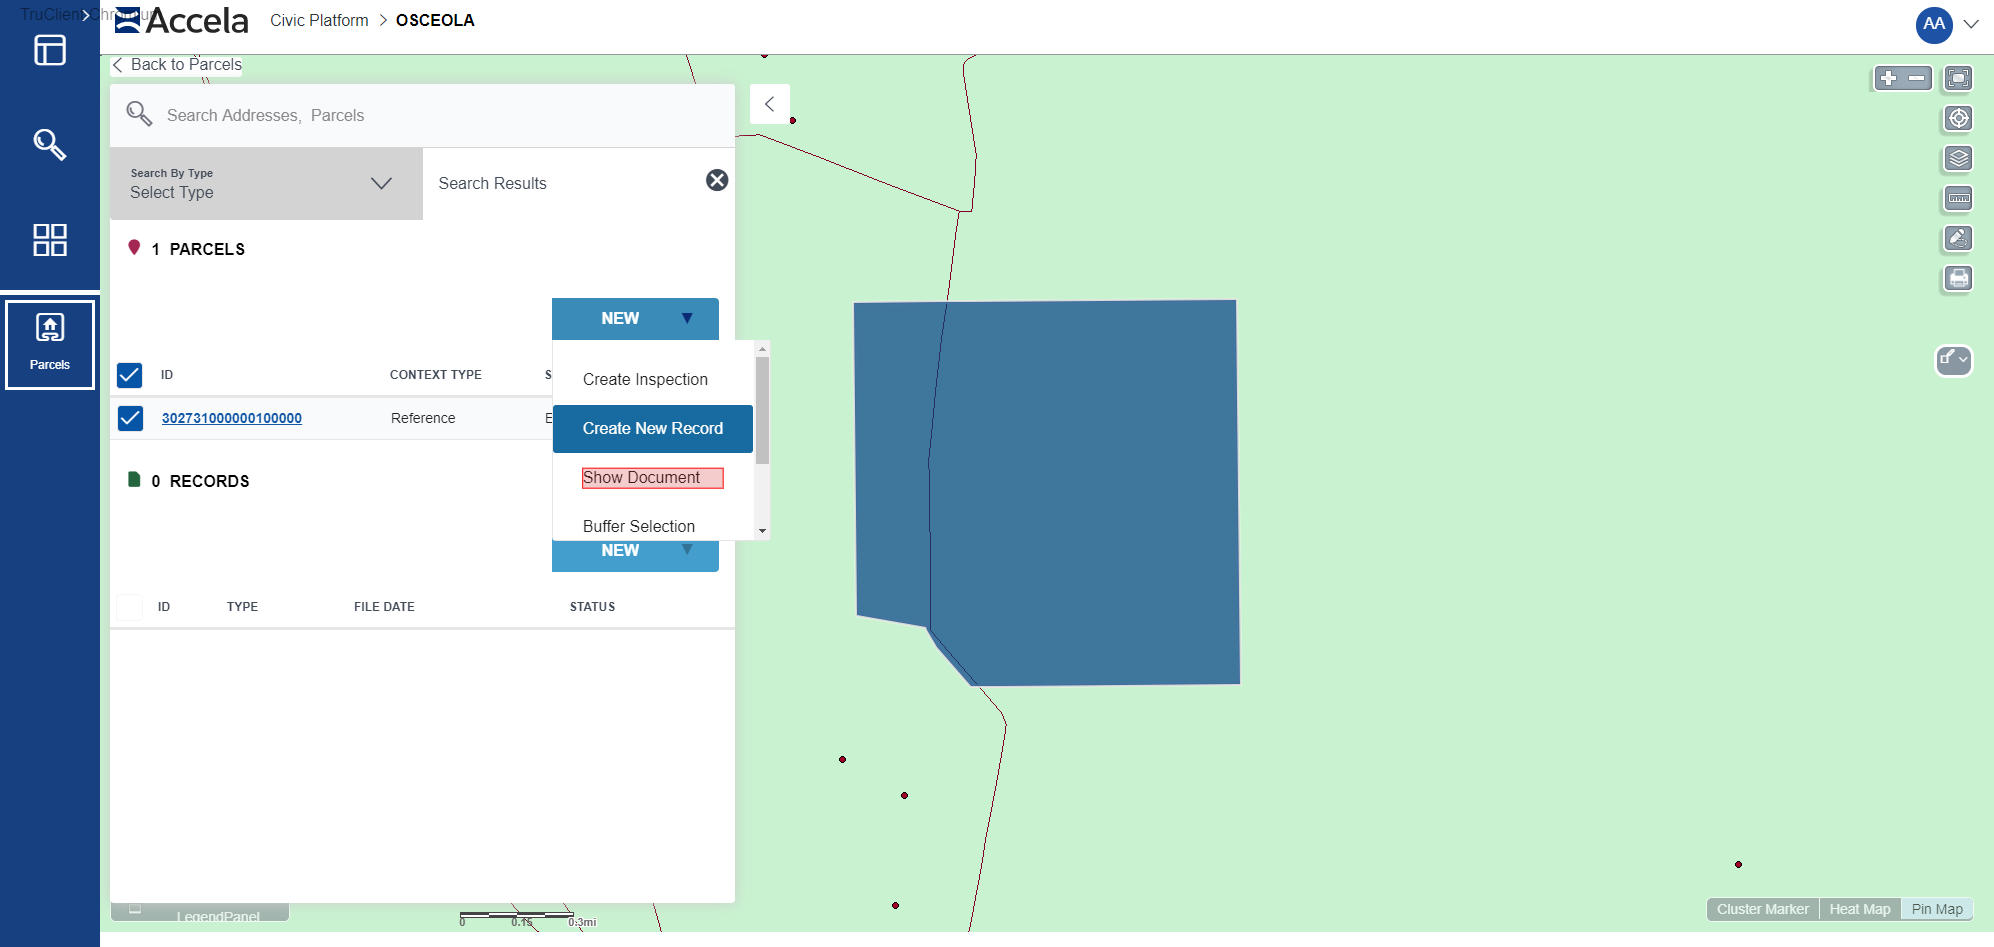 TruClient Chromium
Accela
Civic Platform > OSCEOLA
AA
Back to Parcels
Search Addresses, Parcels
Search By Type
Select Type
Search Results
1 PARCELS
NEW
ID CONTEXT TYPE S
302731000000100000 Reference E
Create Inspection
Create New Record
Show Document
Buffer Selection
0 RECORDS
NEW
ID TYPE FILE DATE STATUS
Parcels
LegendPanel
0 0.15 0.3mi
Cluster Marker Heat Map Pin Map